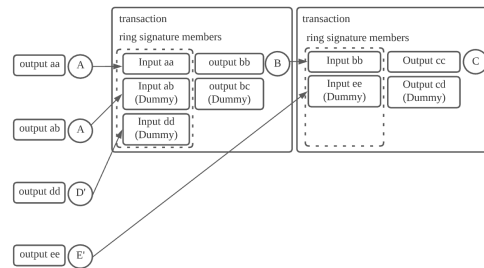 transaction
ring signature members
output aa
A
Input aa
output bb
B
Input ab
(Dummy)
output bc
(Dummy)
Input dd
(Dummy)
transaction
ring signature members
Input bb
Output cc
C
Input ee
(Dummy)
Output cd
(Dummy)
output ab
A
output dd
D'
output ee
E'